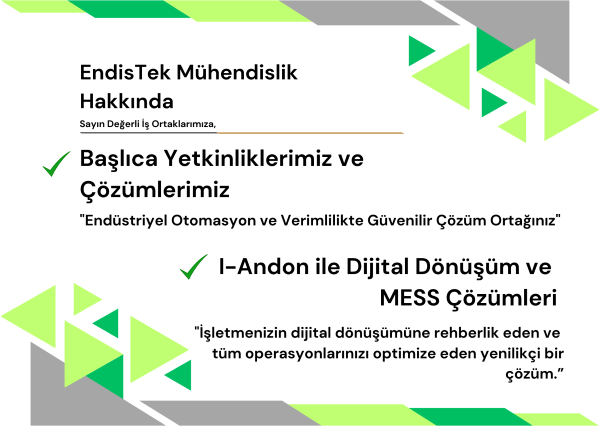 EndisTek Mühendislik
Hakkında
Sayın Değerli İş Ortaklarımıza,
Başlıca Yetkinliklerimiz ve
Çözümlerimiz
"Endüstriyel Otomasyon ve Verimlilikte Güvenilir Çözüm Ortağınız"
I-Andon ile Dijital Dönüşüm ve
MESS Çözümleri
"İşletmenizin dijital dönüşümüne rehberlik eden ve
tüm operasyonlarınızı optimize eden yenilikçi bir
çözüm.”